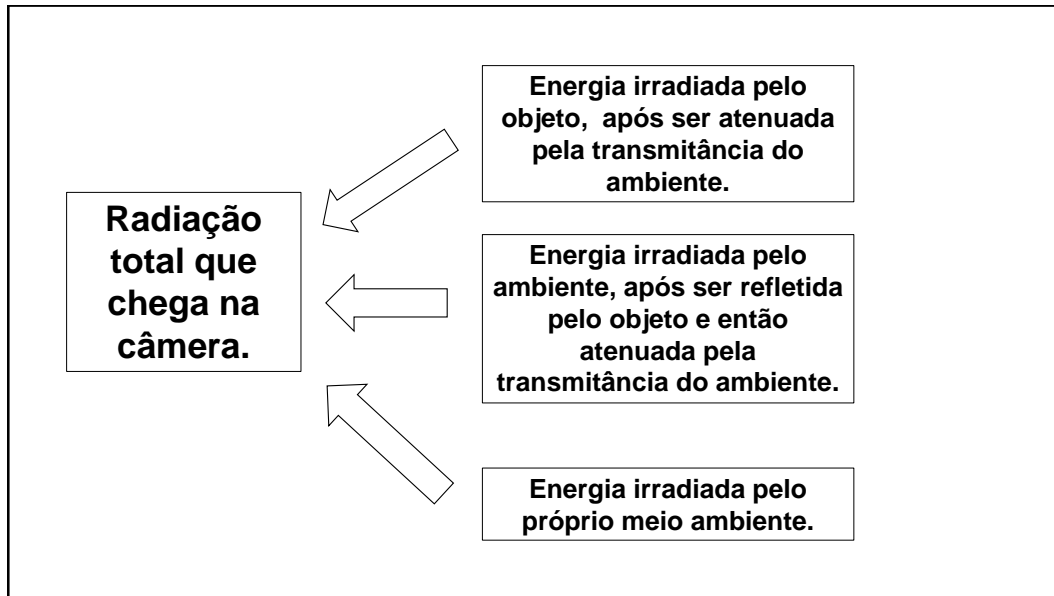 Radiação
total que
chega na
câmera.
Energia irradiada pelo
objeto, após ser atenuada
pela transmitância do
ambiente.
Energia irradiada pelo
ambiente, após ser refletida
pelo objeto e então
atenuada pela
transmitância do ambiente.
Energia irradiada pelo
próprio meio ambiente.